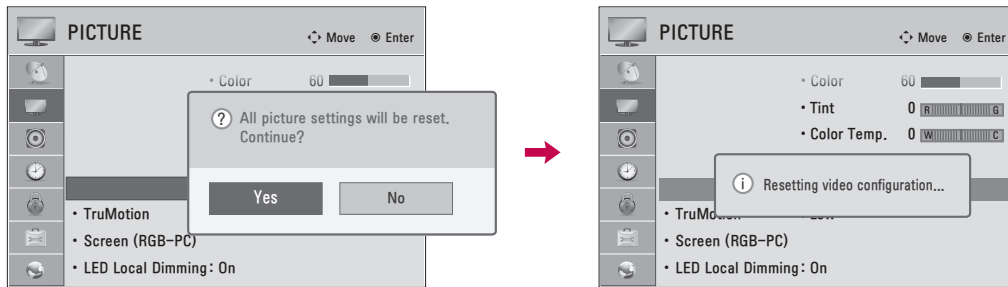 PICTURE
Move Enter
• Color 60
? All picture settings will be reset.
Continue?
Yes No
• TruMotion
• Screen (RGB-PC)
• LED Local Dimming: On
PICTURE
Move Enter
• Color 60
• Tint 0 R G
• Color Temp. 0 W C
i Resetting video configuration...
• Screen (RGB-PC)
• LED Local Dimming: On